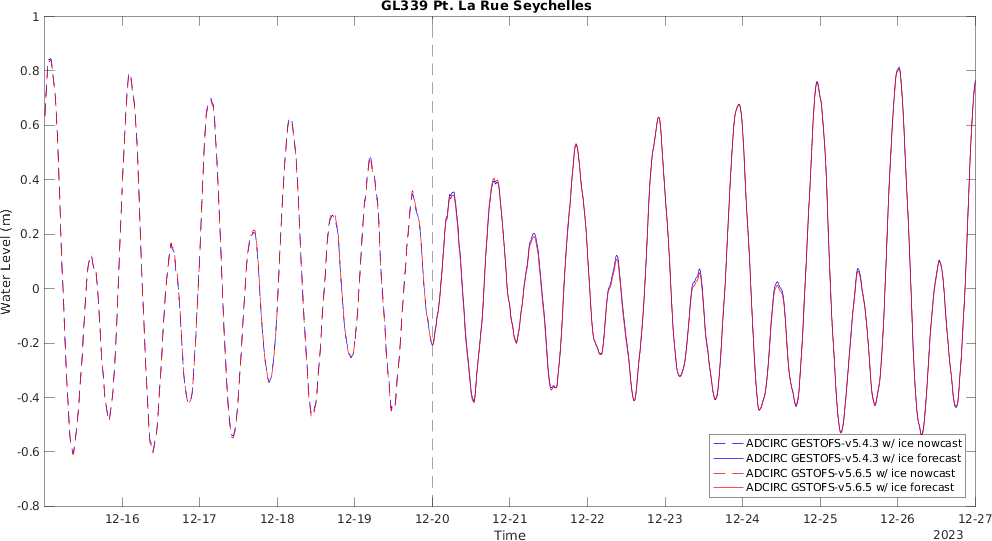 GL339 Pt. La Rue Seychelles
1
0.8
0.6
0.4
0.2
0
-0.2
-0.4
-0.6
-0.8
Water Level (m)
ADCIRC GESTOFS-v5.4.3 w/ ice nowcast
ADCIRC GESTOFS-v5.4.3 w/ ice forecast
ADCIRC GSTOFS-v5.6.5 w/ ice nowcast
ADCIRC GSTOFS-v5.6.5 w/ ice forecast
12-16 12-17 12-18 12-19 12-20 12-21 12-22 12-23 12-24 12-25 12-26 12-27
Time
2023